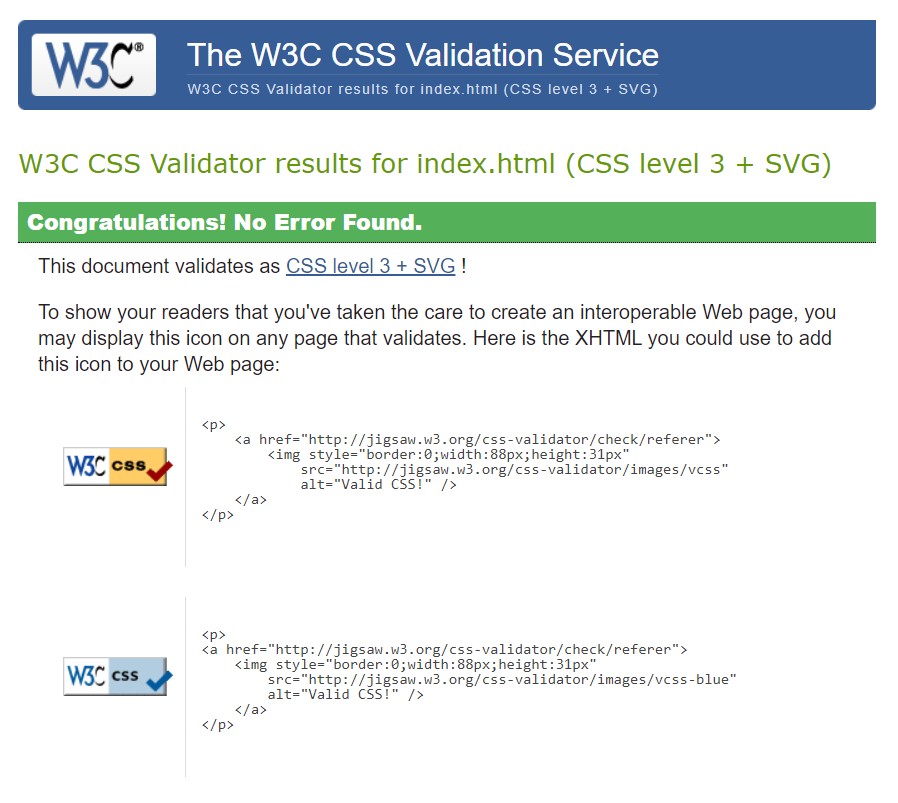 W3C®
The W3C CSS Validation Service
W3C CSS Validator results for index.html (CSS level 3 + SVG)
W3C CSS Validator results for index.html (CSS level 3 + SVG)
Congratulations! No Error Found.
This document validates as CSS level 3 + SVG !
To show your readers that you've taken the care to create an interoperable Web page, you
may display this icon on any page that validates. Here is the XHTML you could use to add
this icon to your Web page:
W3C css
<p>
    <a href="http://jigsaw.w3.org/css-validator/check/referer">
        <img style="border:0;width:88px;height:31px"
            src="http://jigsaw.w3.org/css-validator/images/vcss"
            alt="Valid CSS!" />
    </a>
</p>
W3C css
<p>
<a href="http://jigsaw.w3.org/css-validator/check/referer">
    <img style="border:0;width:88px;height:31px"
        src="http://jigsaw.w3.org/css-validator/images/vcss-blue"
        alt="Valid CSS!" />
    </a>
</p>